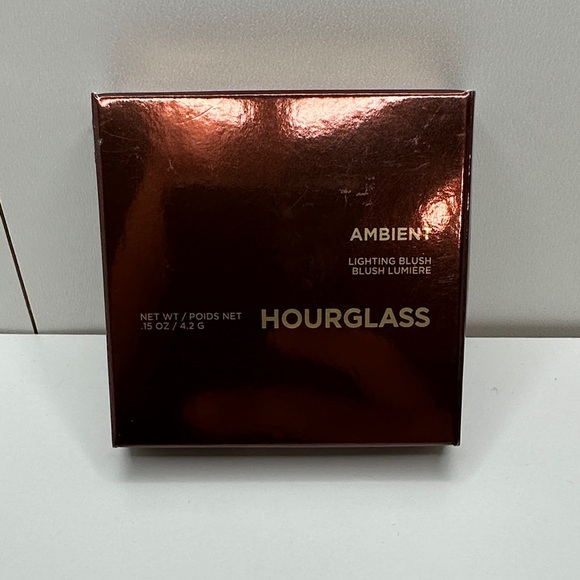 AMBIENT
LIGHTING BLUSH
BLUSH LUMIÈRE
NET WT / POIDS NET
.15 OZ / 4.2 G
HOURGLASS